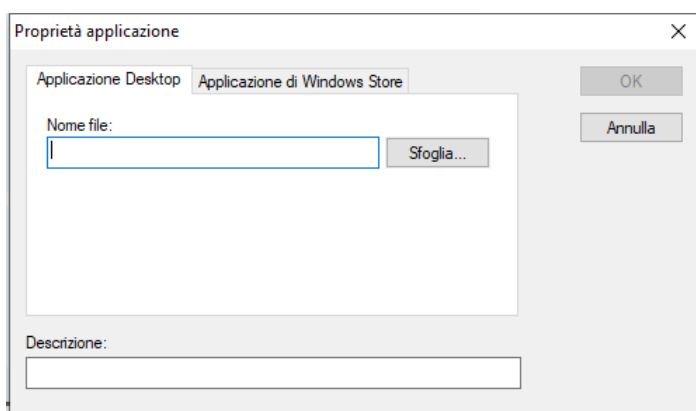 Proprietà applicazione
Applicazione Desktop Applicazione di Windows Store
OK
Nome file:
Annulla
Sfoglia...
Descrizione: